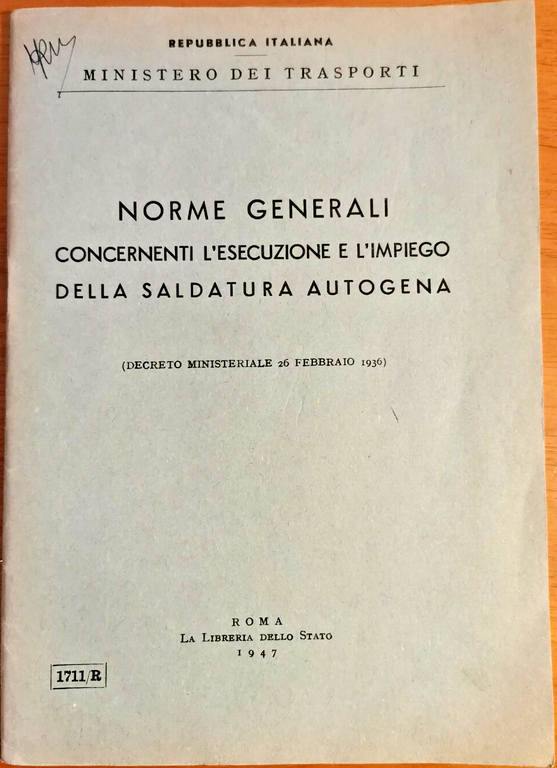 REPUBBLICA ITALIANA
MINISTERO DEI TRASPORTI
NORME GENERALI
CONCERNENTI L'ESECUZIONE E L'IMPIEGO
DELLA SALDATURA AUTOGENA
(DECRETO MINISTERIALE 26 FEBBRAIO 1936)
ROMA
LA LIBRERIA DELLO STATO
1947
1711/R